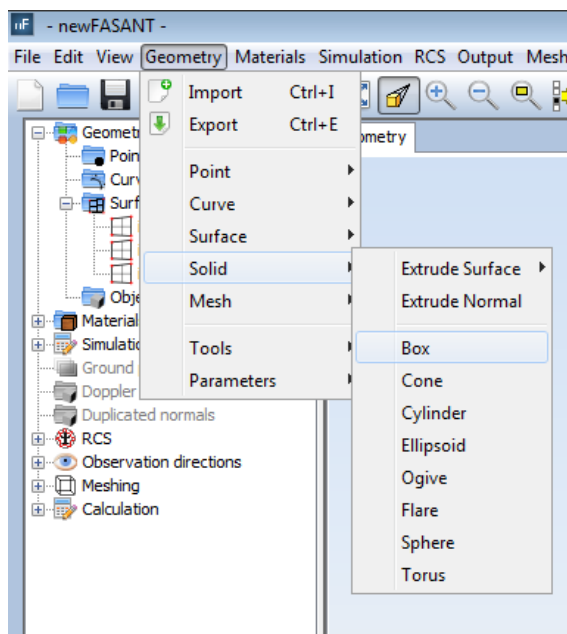 nF - newFASANT -
File Edit View Geometry Materials Simulation RCS Output Mesh
Import Ctrl+I
Export Ctrl+E
Point
Curve
Surface
Solid
Mesh
Tools
Parameters
Extrude Surface
Extrude Normal
Box
Cone
Cylinder
Ellipsoid
Ogive
Flare
Sphere
Torus
ometry
Geomet
Poin
Cur
Surf
Obje
Material
Simulatio
Ground
Doppler
Duplicated normals
RCS
Observation directions
Meshing
Calculation